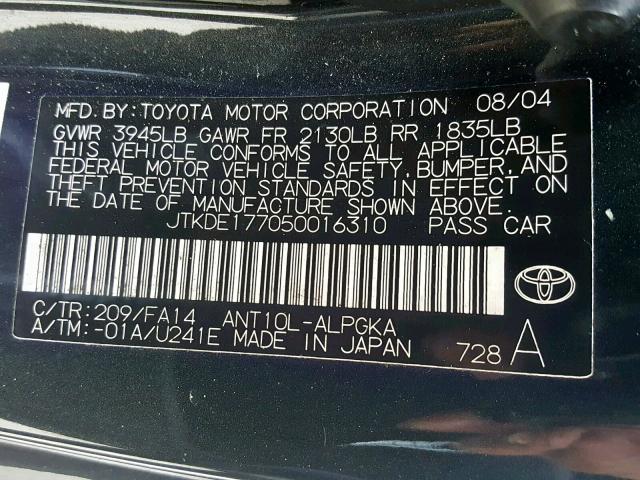 MFD. BY: TOYOTA MOTOR CORPORATION 08/04
GVWR 3945LB GAWR FR 2130LB RR 1835LB
THIS VEHICLE CONFORMS TO ALL APPLICABLE
FEDERAL MOTOR VEHICLE SAFETY, BUMPER, AND
THEFT PREVENTION STANDARDS IN EFFECT ON
THE DATE OF MANUFACTURE SHOWN ABOVE.
JTKDE177050016310 PASS CAR
C/TR: 209/FA14 ANT10L-ALPGKA
A/TM: -01A/U241E MADE IN JAPAN 728 A